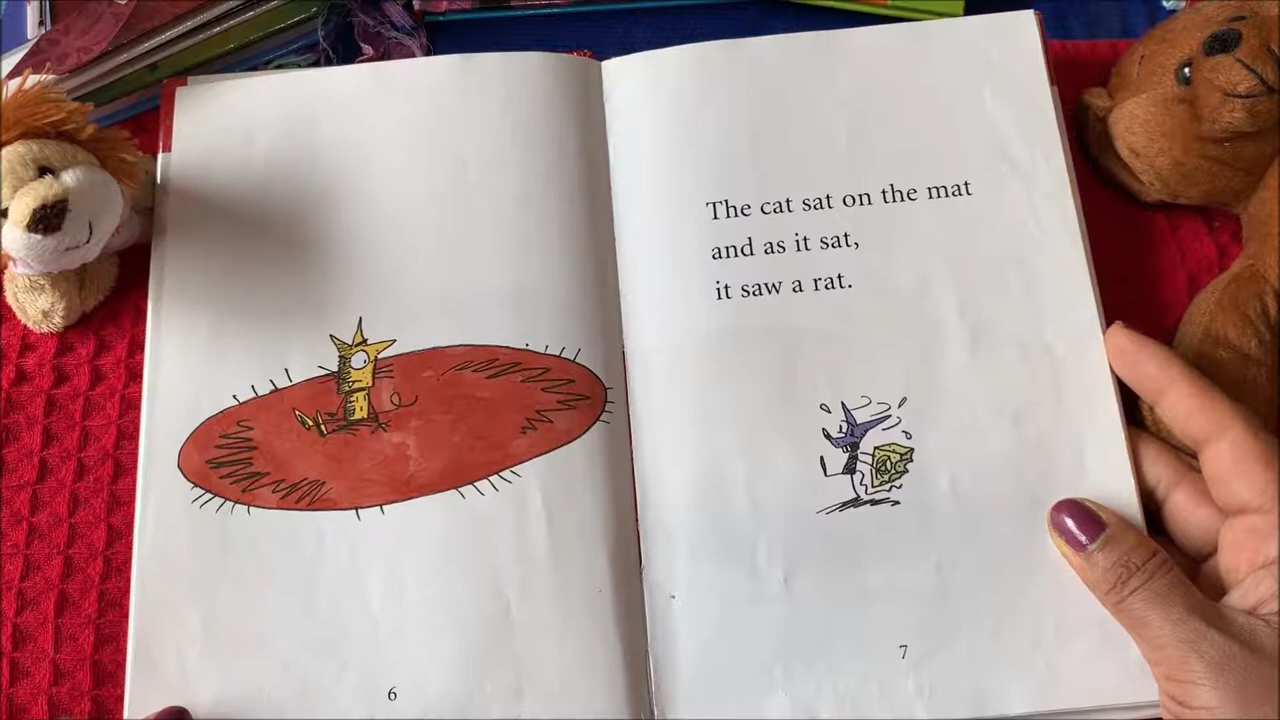 The cat sat on the mat
and as it sat,
it saw a rat.
6
7